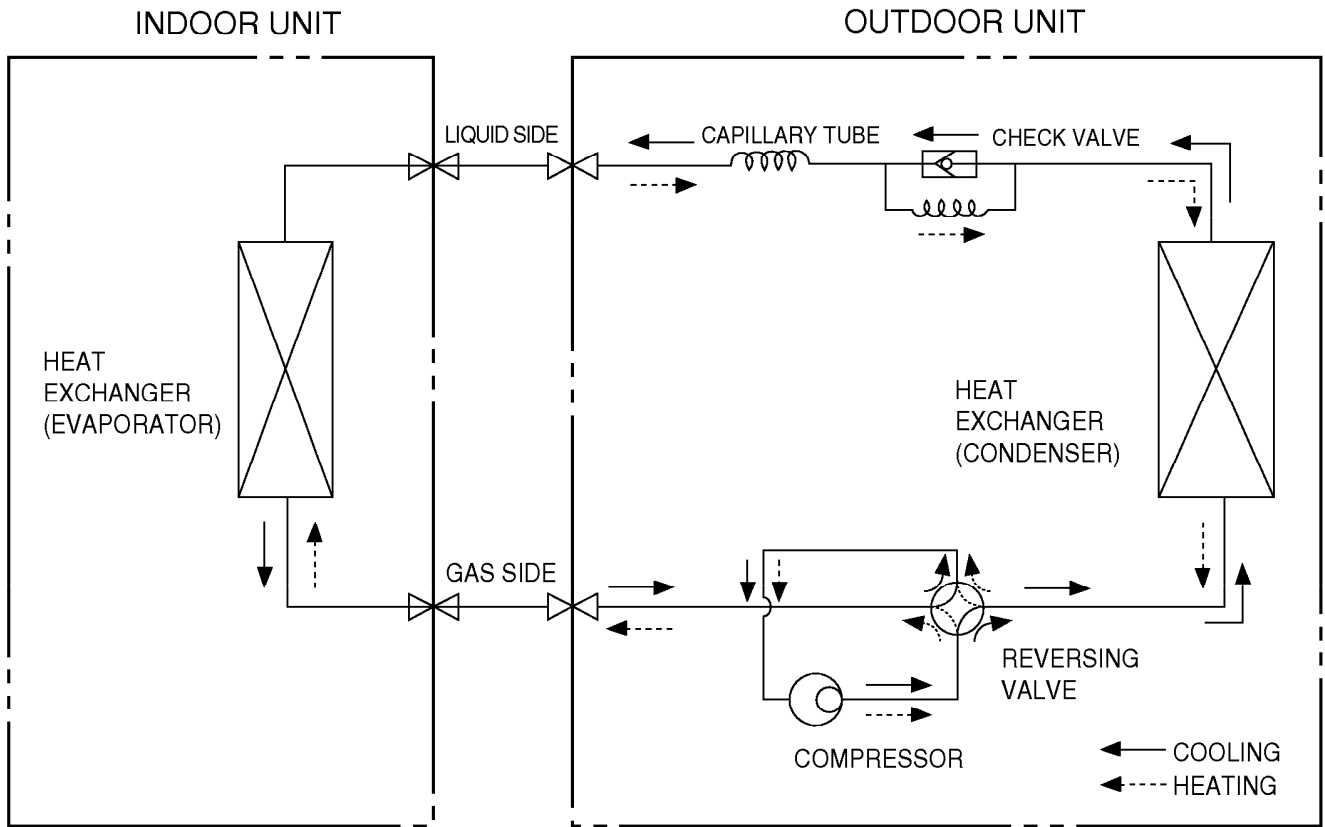 INDOOR UNIT
OUTDOOR UNIT
LIQUID SIDE
CAPILLARY TUBE
CHECK VALVE
HEAT
EXCHANGER
(EVAPORATOR)
HEAT
EXCHANGER
(CONDENSER)
GAS SIDE
REVERSING
VALVE
COMPRESSOR
COOLING
HEATING